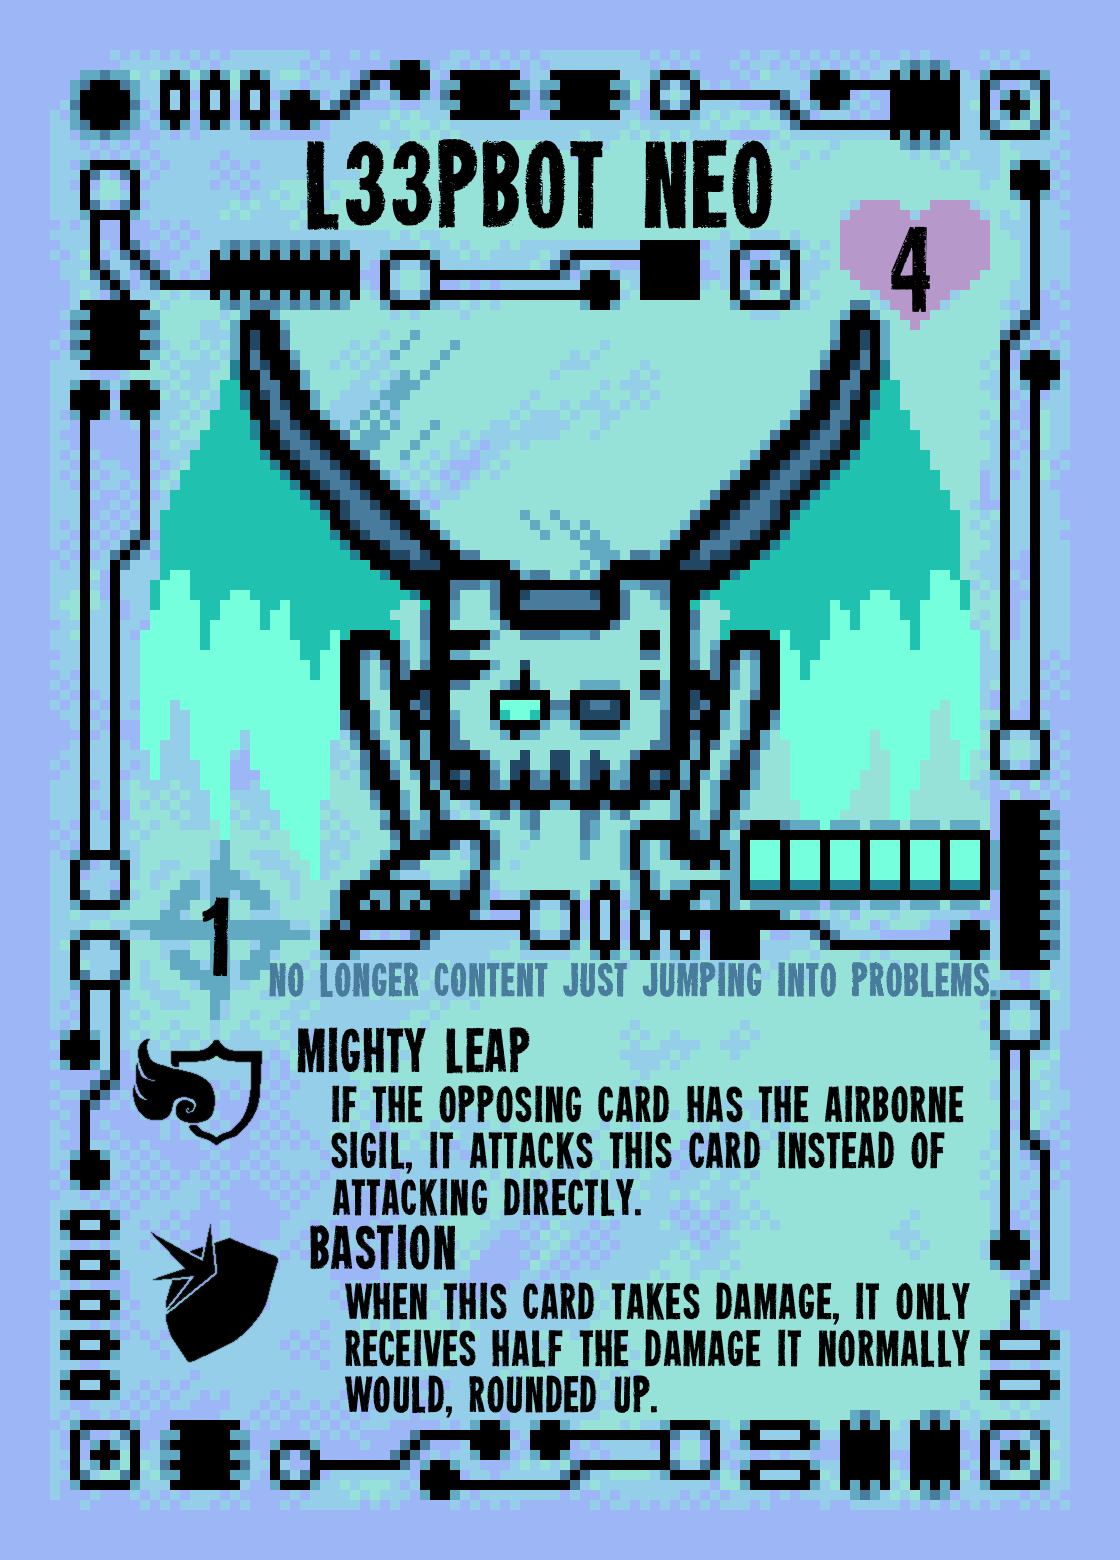 L33PBOT NEO
4
1
NO LONGER CONTENT JUST JUMPING INTO PROBLEMS.
MIGHTY LEAP
IF THE OPPOSING CARD HAS THE AIRBORNE
SIGIL, IT ATTACKS THIS CARD INSTEAD OF
ATTACKING DIRECTLY.
BASTION
WHEN THIS CARD TAKES DAMAGE, IT ONLY
RECEIVES HALF THE DAMAGE IT NORMALLY
WOULD, ROUNDED UP.